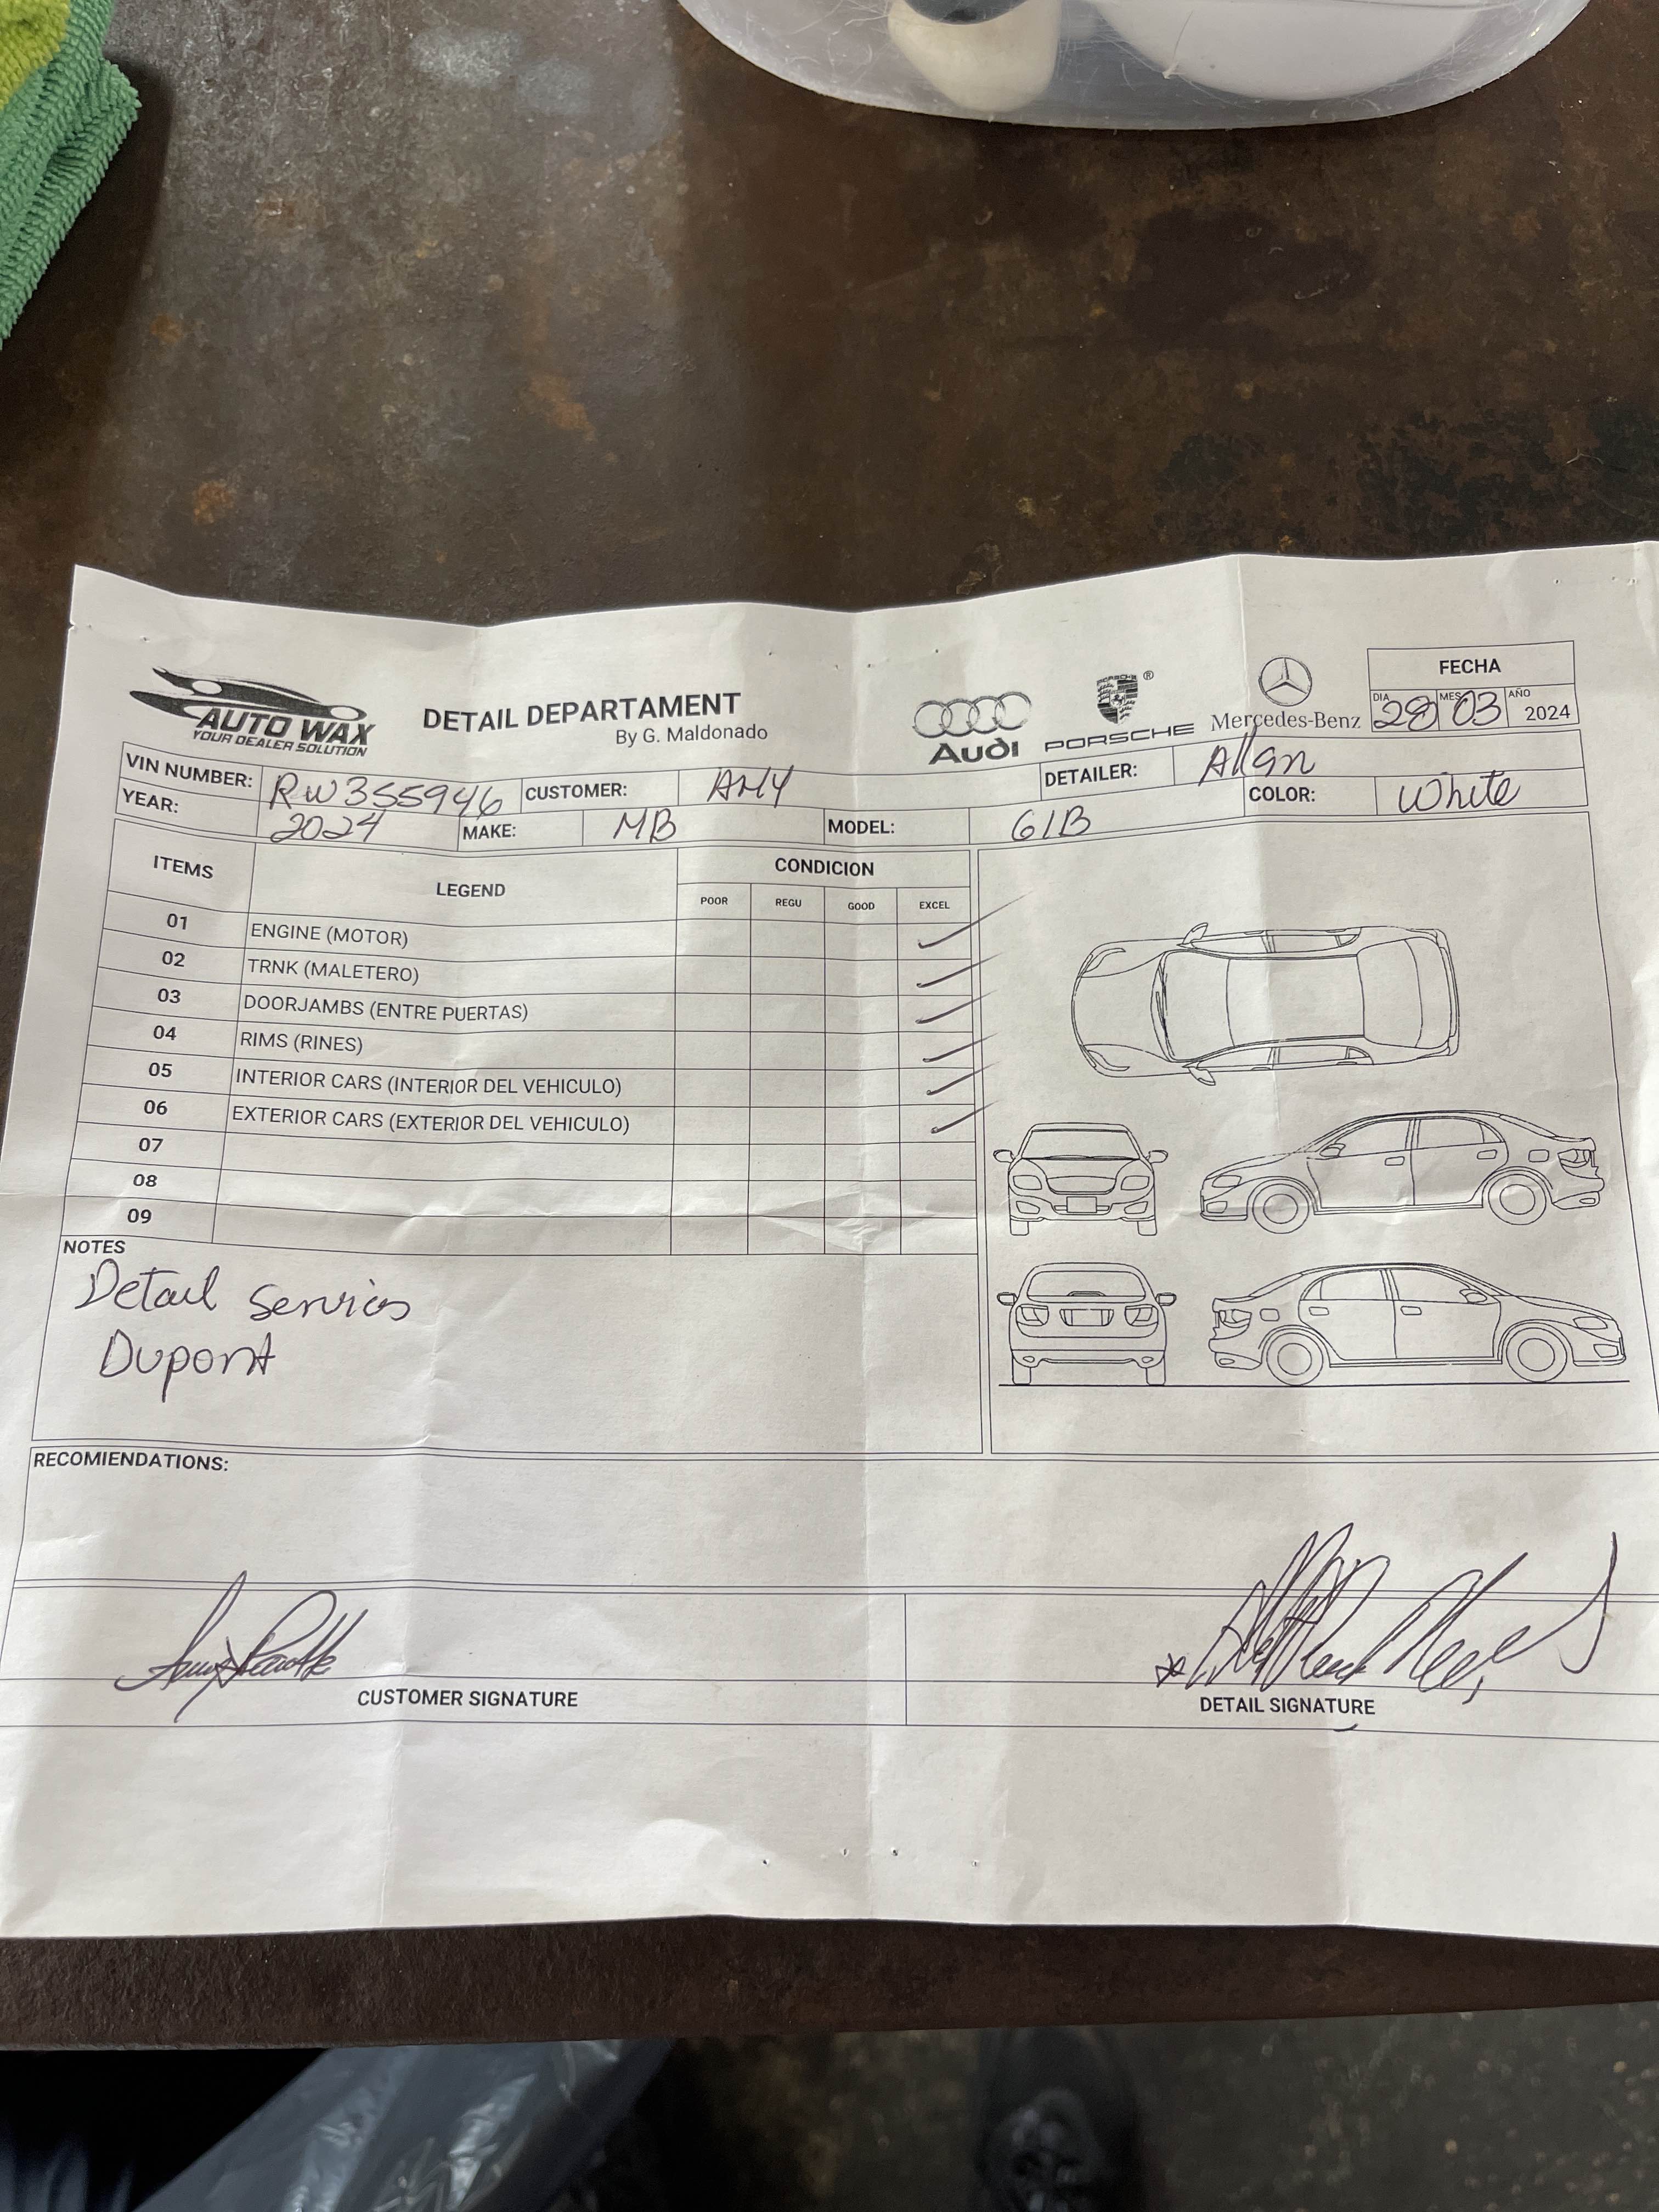 AUTO WAX
YOUR DEALER SOLUTION
DETAIL DEPARTAMENT
By G. Maldonado
Audi
PORSCHE
PORSCHE ®
Mercedes-Benz
FECHA
DIA 28 MES 03 AÑO 2024
VIN NUMBER: RW355946 CUSTOMER: AMY DETAILER: Allan
YEAR: 2024 MAKE: MB MODEL: GLB COLOR: White
ITEMS LEGEND CONDICION
POOR REGU GOOD EXCEL
01 ENGINE (MOTOR)
02 TRNK (MALETERO)
03 DOORJAMBS (ENTRE PUERTAS)
04 RIMS (RINES)
05 INTERIOR CARS (INTERIOR DEL VEHICULO)
06 EXTERIOR CARS (EXTERIOR DEL VEHICULO)
07
08
09
NOTES
Detail Servicis
Dupont
RECOMIENDATIONS:
CUSTOMER SIGNATURE
DETAIL SIGNATURE